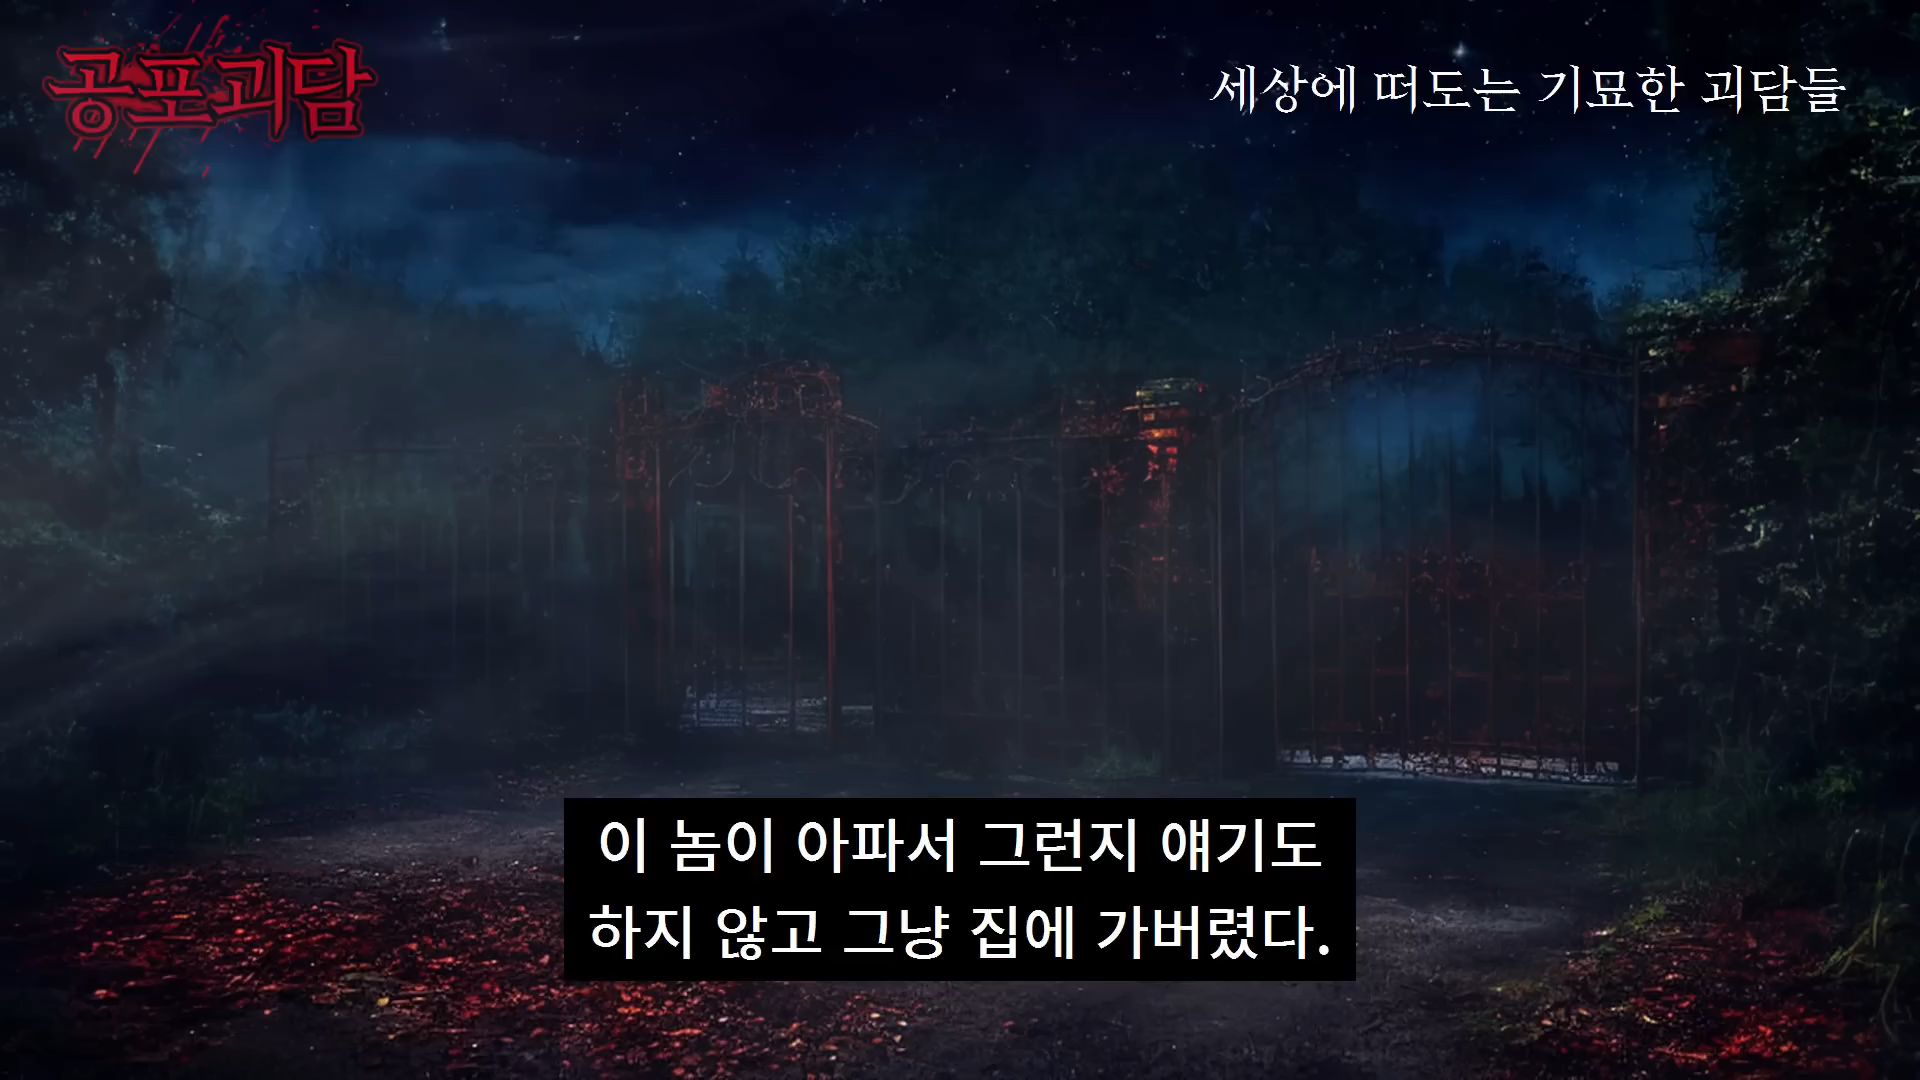 공포괴담
세상에 떠도는 기묘한 괴담들
이 놈이 아파서 그런지 얘기도
하지 않고 그냥 집에 가버렸다.